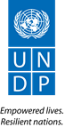 U N
D P
Empowered lives.
Resilient nations.